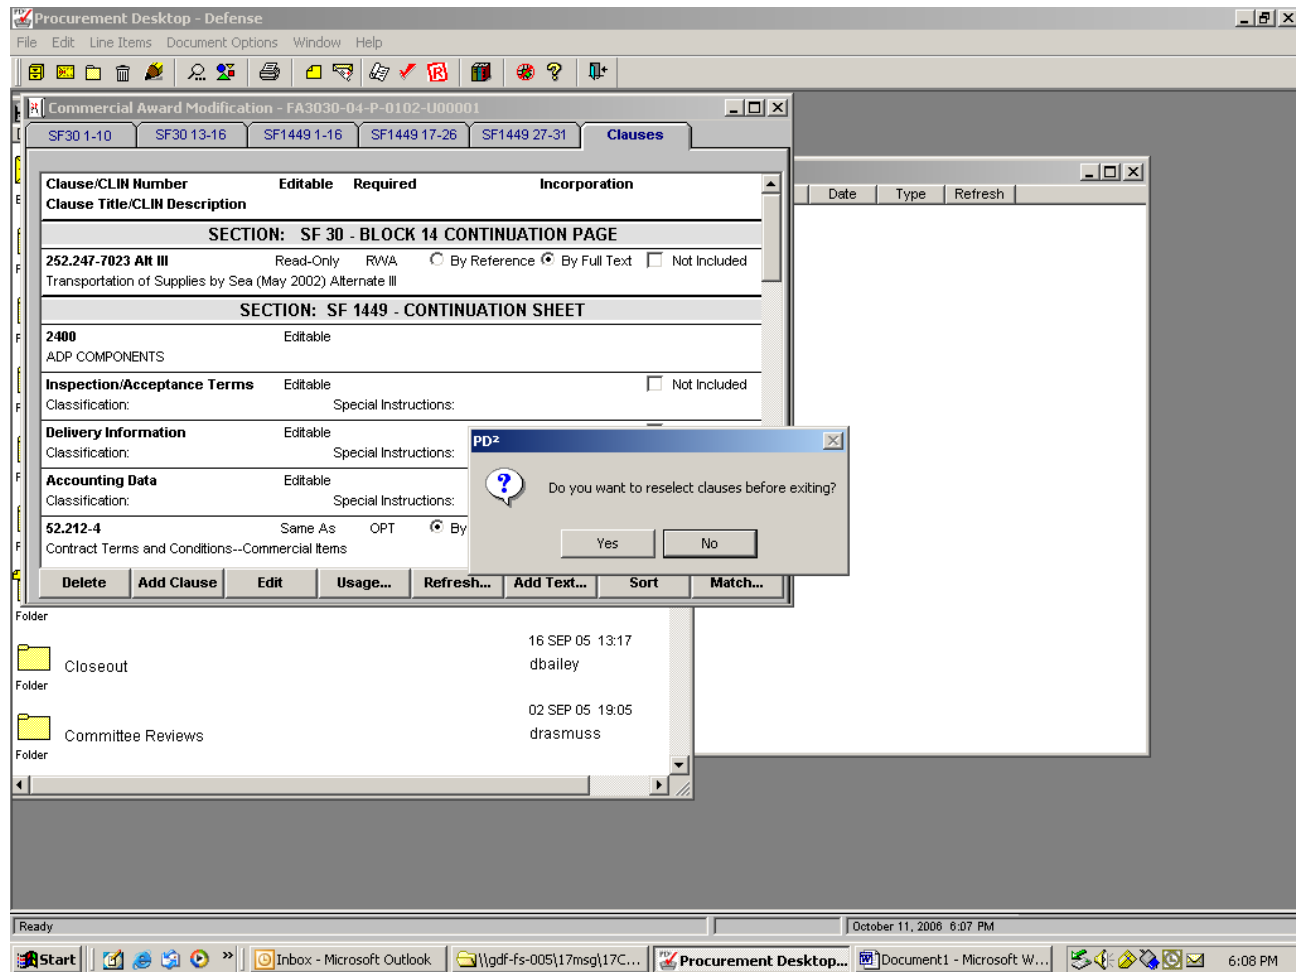 Procurement Desktop - Defense
File Edit Line Items Document Options Window Help
Commercial Award Modification - FA3030-04-P-0102-U00001
SF30 1-10 SF30 13-16 SF1449 1-16 SF1449 17-26 SF1449 27-31 Clauses
Clause/CLIN Number Editable Required Incorporation
Clause Title/CLIN Description
SECTION: SF 30 - BLOCK 14 CONTINUATION PAGE
252.247-7023 Alt III Read-Only RWA By Reference By Full Text Not Included
Transportation of Supplies by Sea (May 2002) Alternate III
SECTION: SF 1449 - CONTINUATION SHEET
2400 Editable
ADP COMPONENTS
Inspection/Acceptance Terms Editable Not Included
Classification: Special Instructions:
Delivery Information Editable
Classification: Special Instructions:
Accounting Data Editable
Classification: Special Instructions:
52.212-4 Same As OPT By
Contract Terms and Conditions--Commercial Items
Delete Add Clause Edit Usage... Refresh... Add Text... Sort Match...
Date Type Refresh
PD²
Do you want to reselect clauses before exiting?
Yes No
Folder
16 SEP 05 13:17
Closeout dbailey
Folder
02 SEP 05 19:05
Committee Reviews drasmuss
Folder
Ready October 11, 2006 6:07 PM
Start Inbox - Microsoft Outlook \\gdf-fs-005\17msg\17C... Procurement Desktop... Document1 - Microsoft W... 6:08 PM